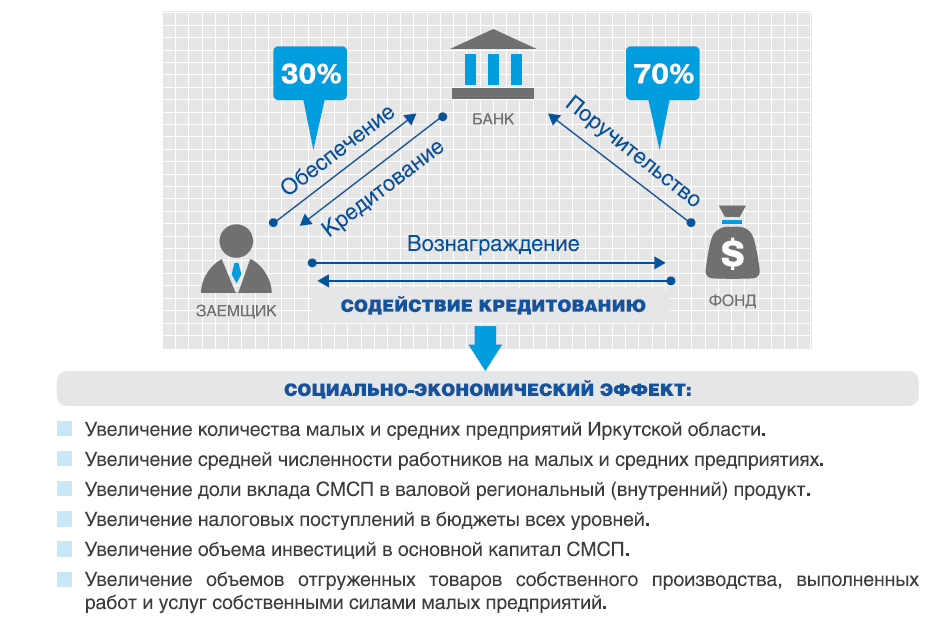 30%
70%
БАНК
Обеспечение
Кредитование
Поручительство
Вознаграждение
$
ЗАЕМЩИК
ФОНД
СОДЕЙСТВИЕ КРЕДИТОВАНИЮ
СОЦИАЛЬНО-ЭКОНОМИЧЕСКИЙ ЭФФЕКТ:
Увеличение количества малых и средних предприятий Иркутской области.
Увеличение средней численности работников на малых и средних предприятиях.
Увеличение доли вклада СМСП в валовой региональный (внутренний) продукт.
Увеличение налоговых поступлений в бюджеты всех уровней.
Увеличение объема инвестиций в основной капитал СМСП.
Увеличение объемов отгруженных товаров собственного производства, выполненных
работ и услуг собственными силами малых предприятий.